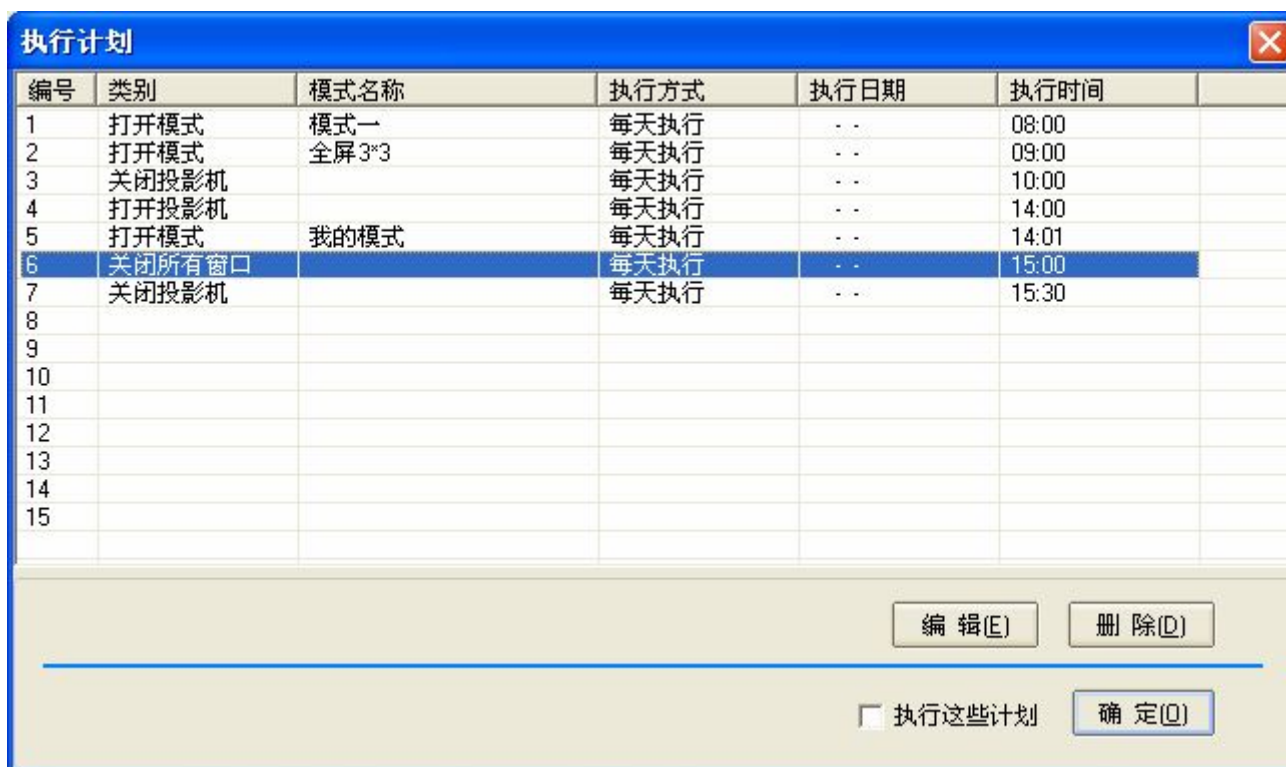 执行计划
编号 类别 模式名称 执行方式 执行日期 执行时间
1 打开模式 模式一 每天执行 - - 08:00
2 打开模式 全屏3*3 每天执行 - - 09:00
3 关闭投影机 每天执行 - - 10:00
4 打开投影机 每天执行 - - 14:00
5 打开模式 我的模式 每天执行 - - 14:01
6 关闭所有窗口 每天执行 - - 15:00
7 关闭投影机 每天执行 - - 15:30
8
9
10
11
12
13
14
15
编 辑(E) 删 除(D)
执行这些计划 确 定(O)